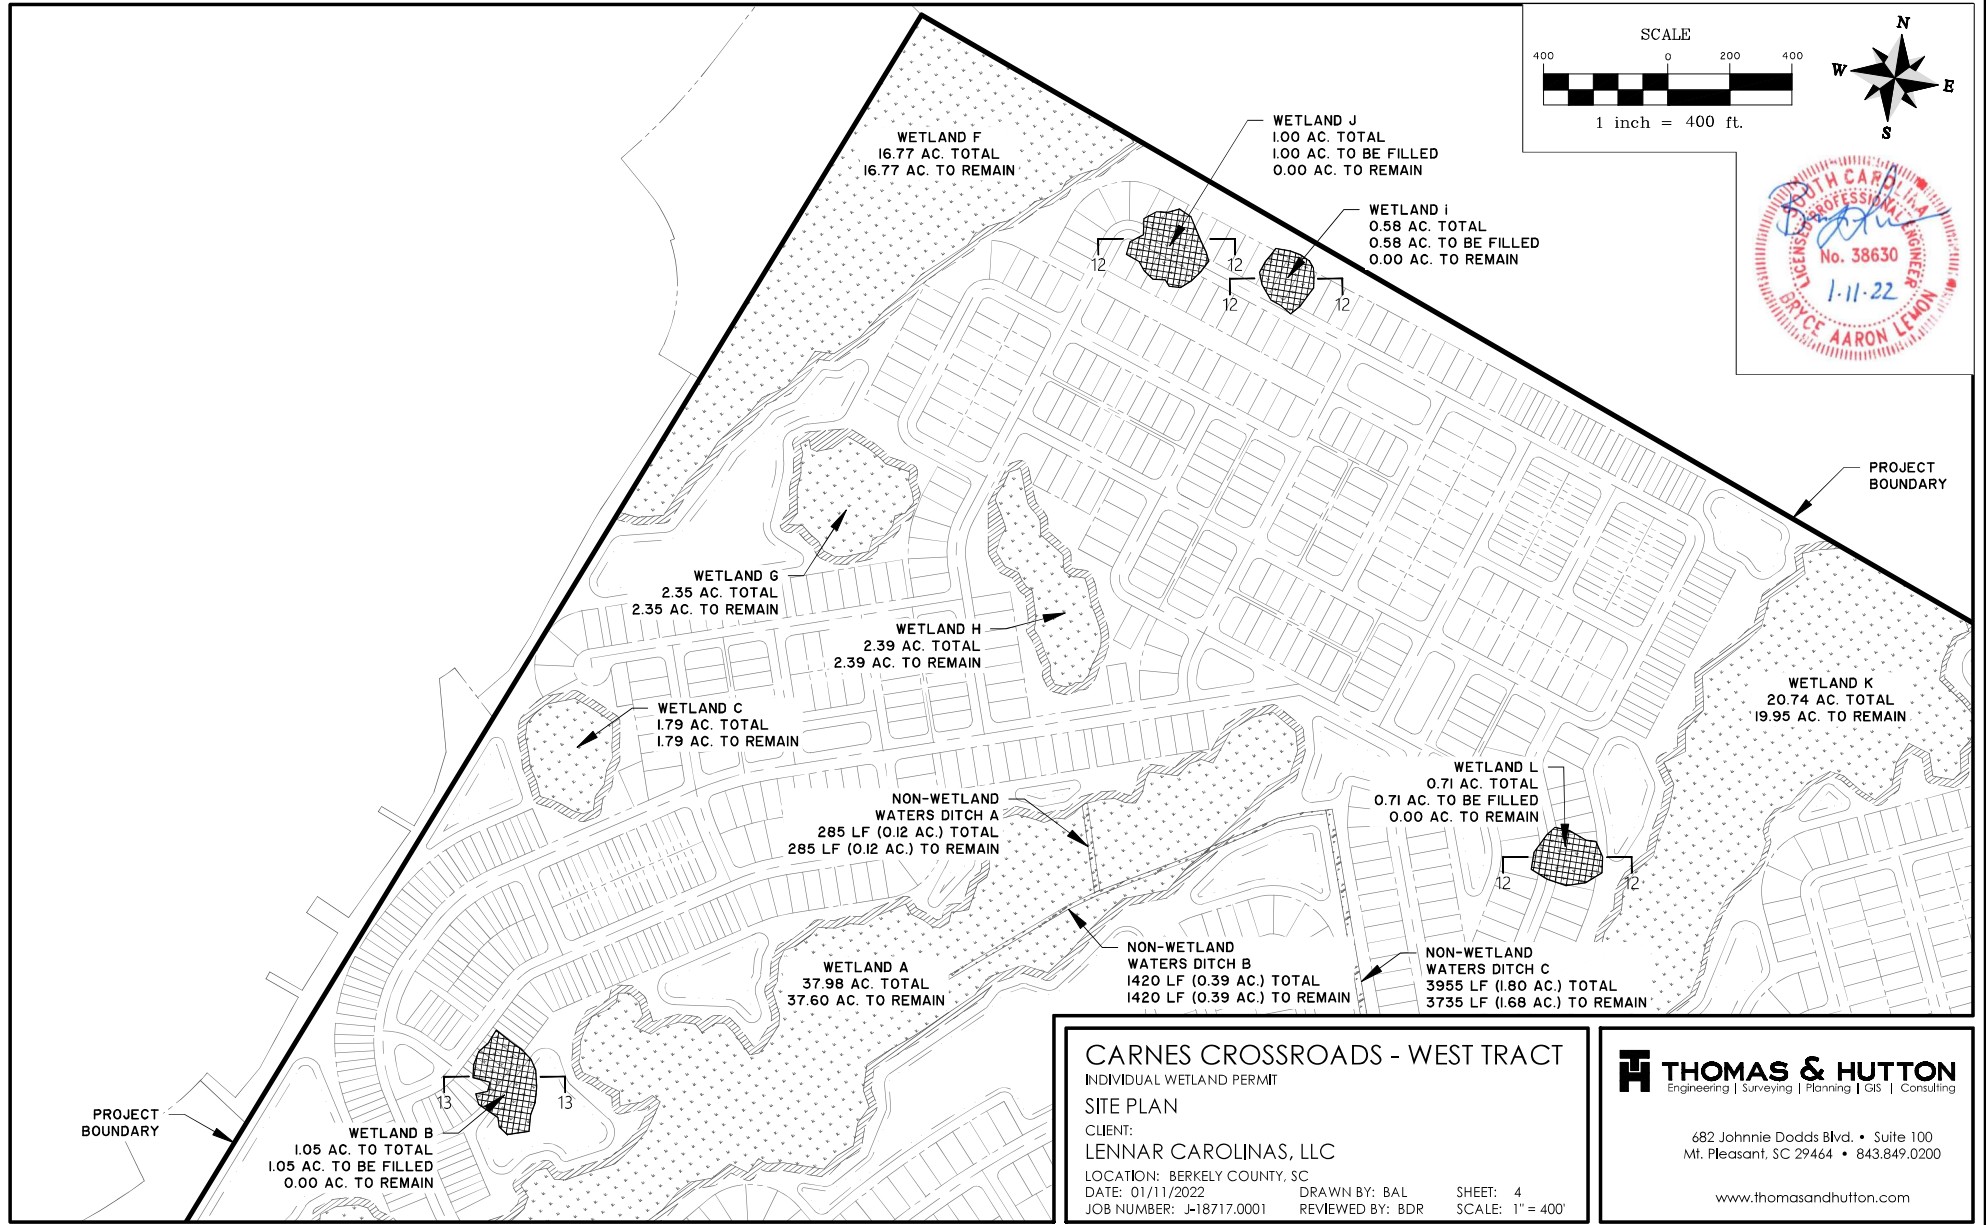 SCALE
400 0 200 400
1 inch = 400 ft.
N
W
E
S
SOUTH CAROLINA
LICENSED PROFESSIONAL ENGINEER
No. 38630
1-11-22
BRYCE AARON LEMON
WETLAND F
16.77 AC. TOTAL
16.77 AC. TO REMAIN
WETLAND J
1.00 AC. TOTAL
1.00 AC. TO BE FILLED
0.00 AC. TO REMAIN
WETLAND i
0.58 AC. TOTAL
0.58 AC. TO BE FILLED
0.00 AC. TO REMAIN
12
12
12
12
PROJECT
BOUNDARY
WETLAND G
2.35 AC. TOTAL
2.35 AC. TO REMAIN
WETLAND H
2.39 AC. TOTAL
2.39 AC. TO REMAIN
WETLAND C
1.79 AC. TOTAL
1.79 AC. TO REMAIN
WETLAND K
20.74 AC. TOTAL
19.95 AC. TO REMAIN
WETLAND L
0.71 AC. TOTAL
0.71 AC. TO BE FILLED
0.00 AC. TO REMAIN
12
12
NON-WETLAND
WATERS DITCH A
285 LF (0.12 AC.) TOTAL
285 LF (0.12 AC.) TO REMAIN
WETLAND A
37.98 AC. TOTAL
37.60 AC. TO REMAIN
NON-WETLAND
WATERS DITCH B
1420 LF (0.39 AC.) TOTAL
1420 LF (0.39 AC.) TO REMAIN
NON-WETLAND
WATERS DITCH C
3955 LF (1.80 AC.) TOTAL
3735 LF (1.68 AC.) TO REMAIN
13
13
PROJECT
BOUNDARY
WETLAND B
1.05 AC. TO TOTAL
1.05 AC. TO BE FILLED
0.00 AC. TO REMAIN
CARNES CROSSROADS - WEST TRACT
INDIVIDUAL WETLAND PERMIT
SITE PLAN
CLIENT:
LENNAR CAROLINAS, LLC
LOCATION: BERKELY COUNTY, SC
DATE: 01/11/2022 DRAWN BY: BAL SHEET: 4
JOB NUMBER: J-18717.0001 REVIEWED BY: BDR SCALE: 1" = 400'
THOMAS & HUTTON
Engineering | Surveying | Planning | GIS | Consulting
682 Johnnie Dodds Blvd. • Suite 100
Mt. Pleasant, SC 29464 • 843.849.0200
www.thomasandhutton.com